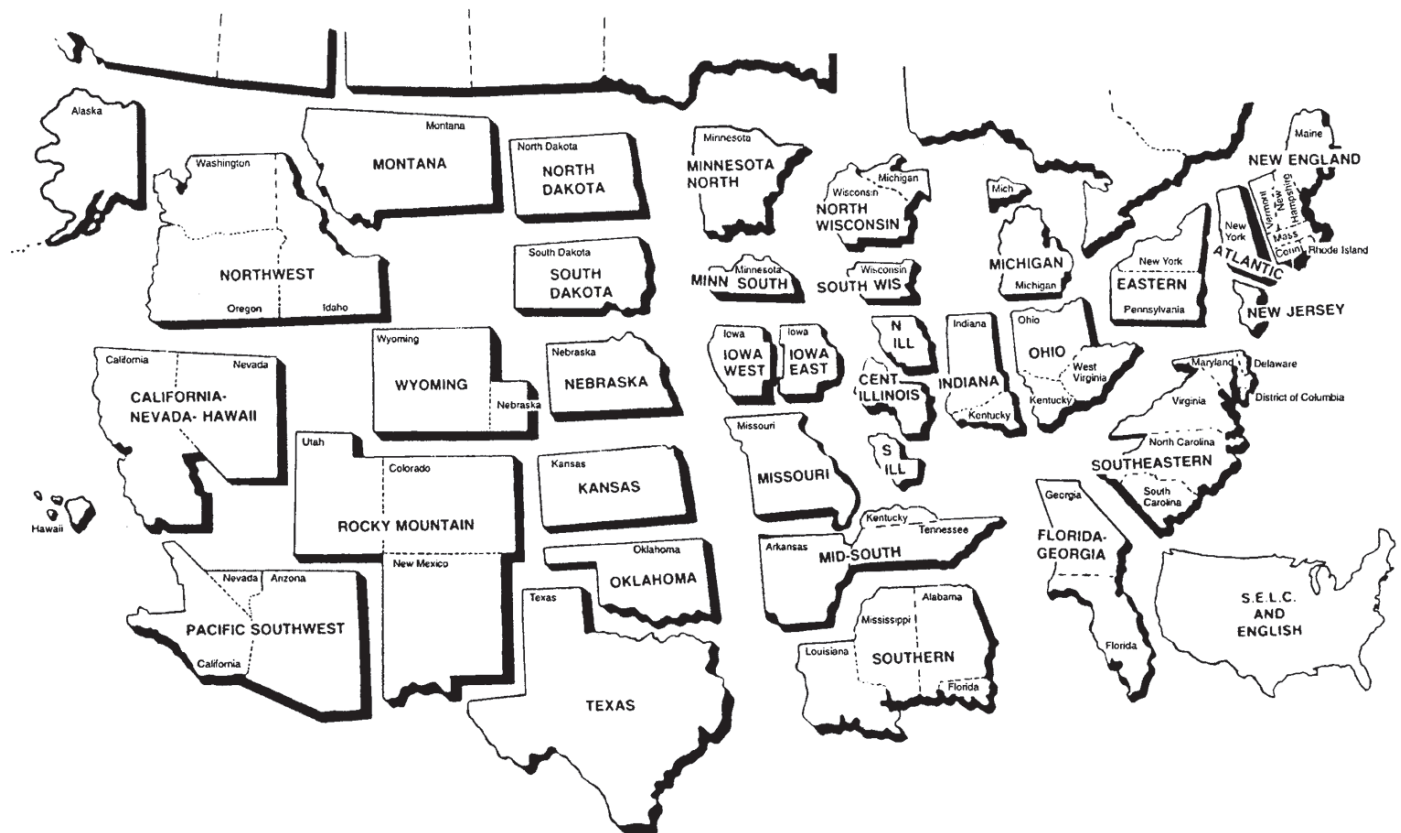 Alaska
Washington
NORTHWEST
Oregon
Idaho
Montana
MONTANA
North Dakota
NORTH
DAKOTA
South Dakota
SOUTH
DAKOTA
Minnesota
MINNESOTA
NORTH
Minnesota
MINN SOUTH
Michigan
Wisconsin
NORTH
WISCONSIN
Wisconsin
SOUTH WIS
Mich
MICHIGAN
Michigan
New York
EASTERN
Pennsylvania
Maine
NEW ENGLAND
Vermont
New
Hampshire
Mass
Conn
Rhode Island
New
York
ATLANTIC
NEW JERSEY
California
Nevada
CALIFORNIA-
NEVADA- HAWAII
Hawaii
Wyoming
WYOMING
Nebraska
Nebraska
NEBRASKA
Iowa
IOWA
WEST
Iowa
IOWA
EAST
N
ILL
CENT
ILLINOIS
S
ILL
Indiana
INDIANA
Kentucky
Ohio
OHIO
West
Virginia
Kentucky
Maryland
Delaware
District of Columbia
Virginia
North Carolina
SOUTHEASTERN
South
Carolina
Utah
Colorado
ROCKY MOUNTAIN
New Mexico
Kansas
KANSAS
Missouri
MISSOURI
Nevada
Arizona
PACIFIC SOUTHWEST
California
Oklahoma
OKLAHOMA
Texas
TEXAS
Kentucky
Tennessee
Arkansas
MID-SOUTH
Alabama
Mississippi
Louisiana
SOUTHERN
Florida
Georgia
FLORIDA-
GEORGIA
Florida
S.E.L.C.
AND
ENGLISH